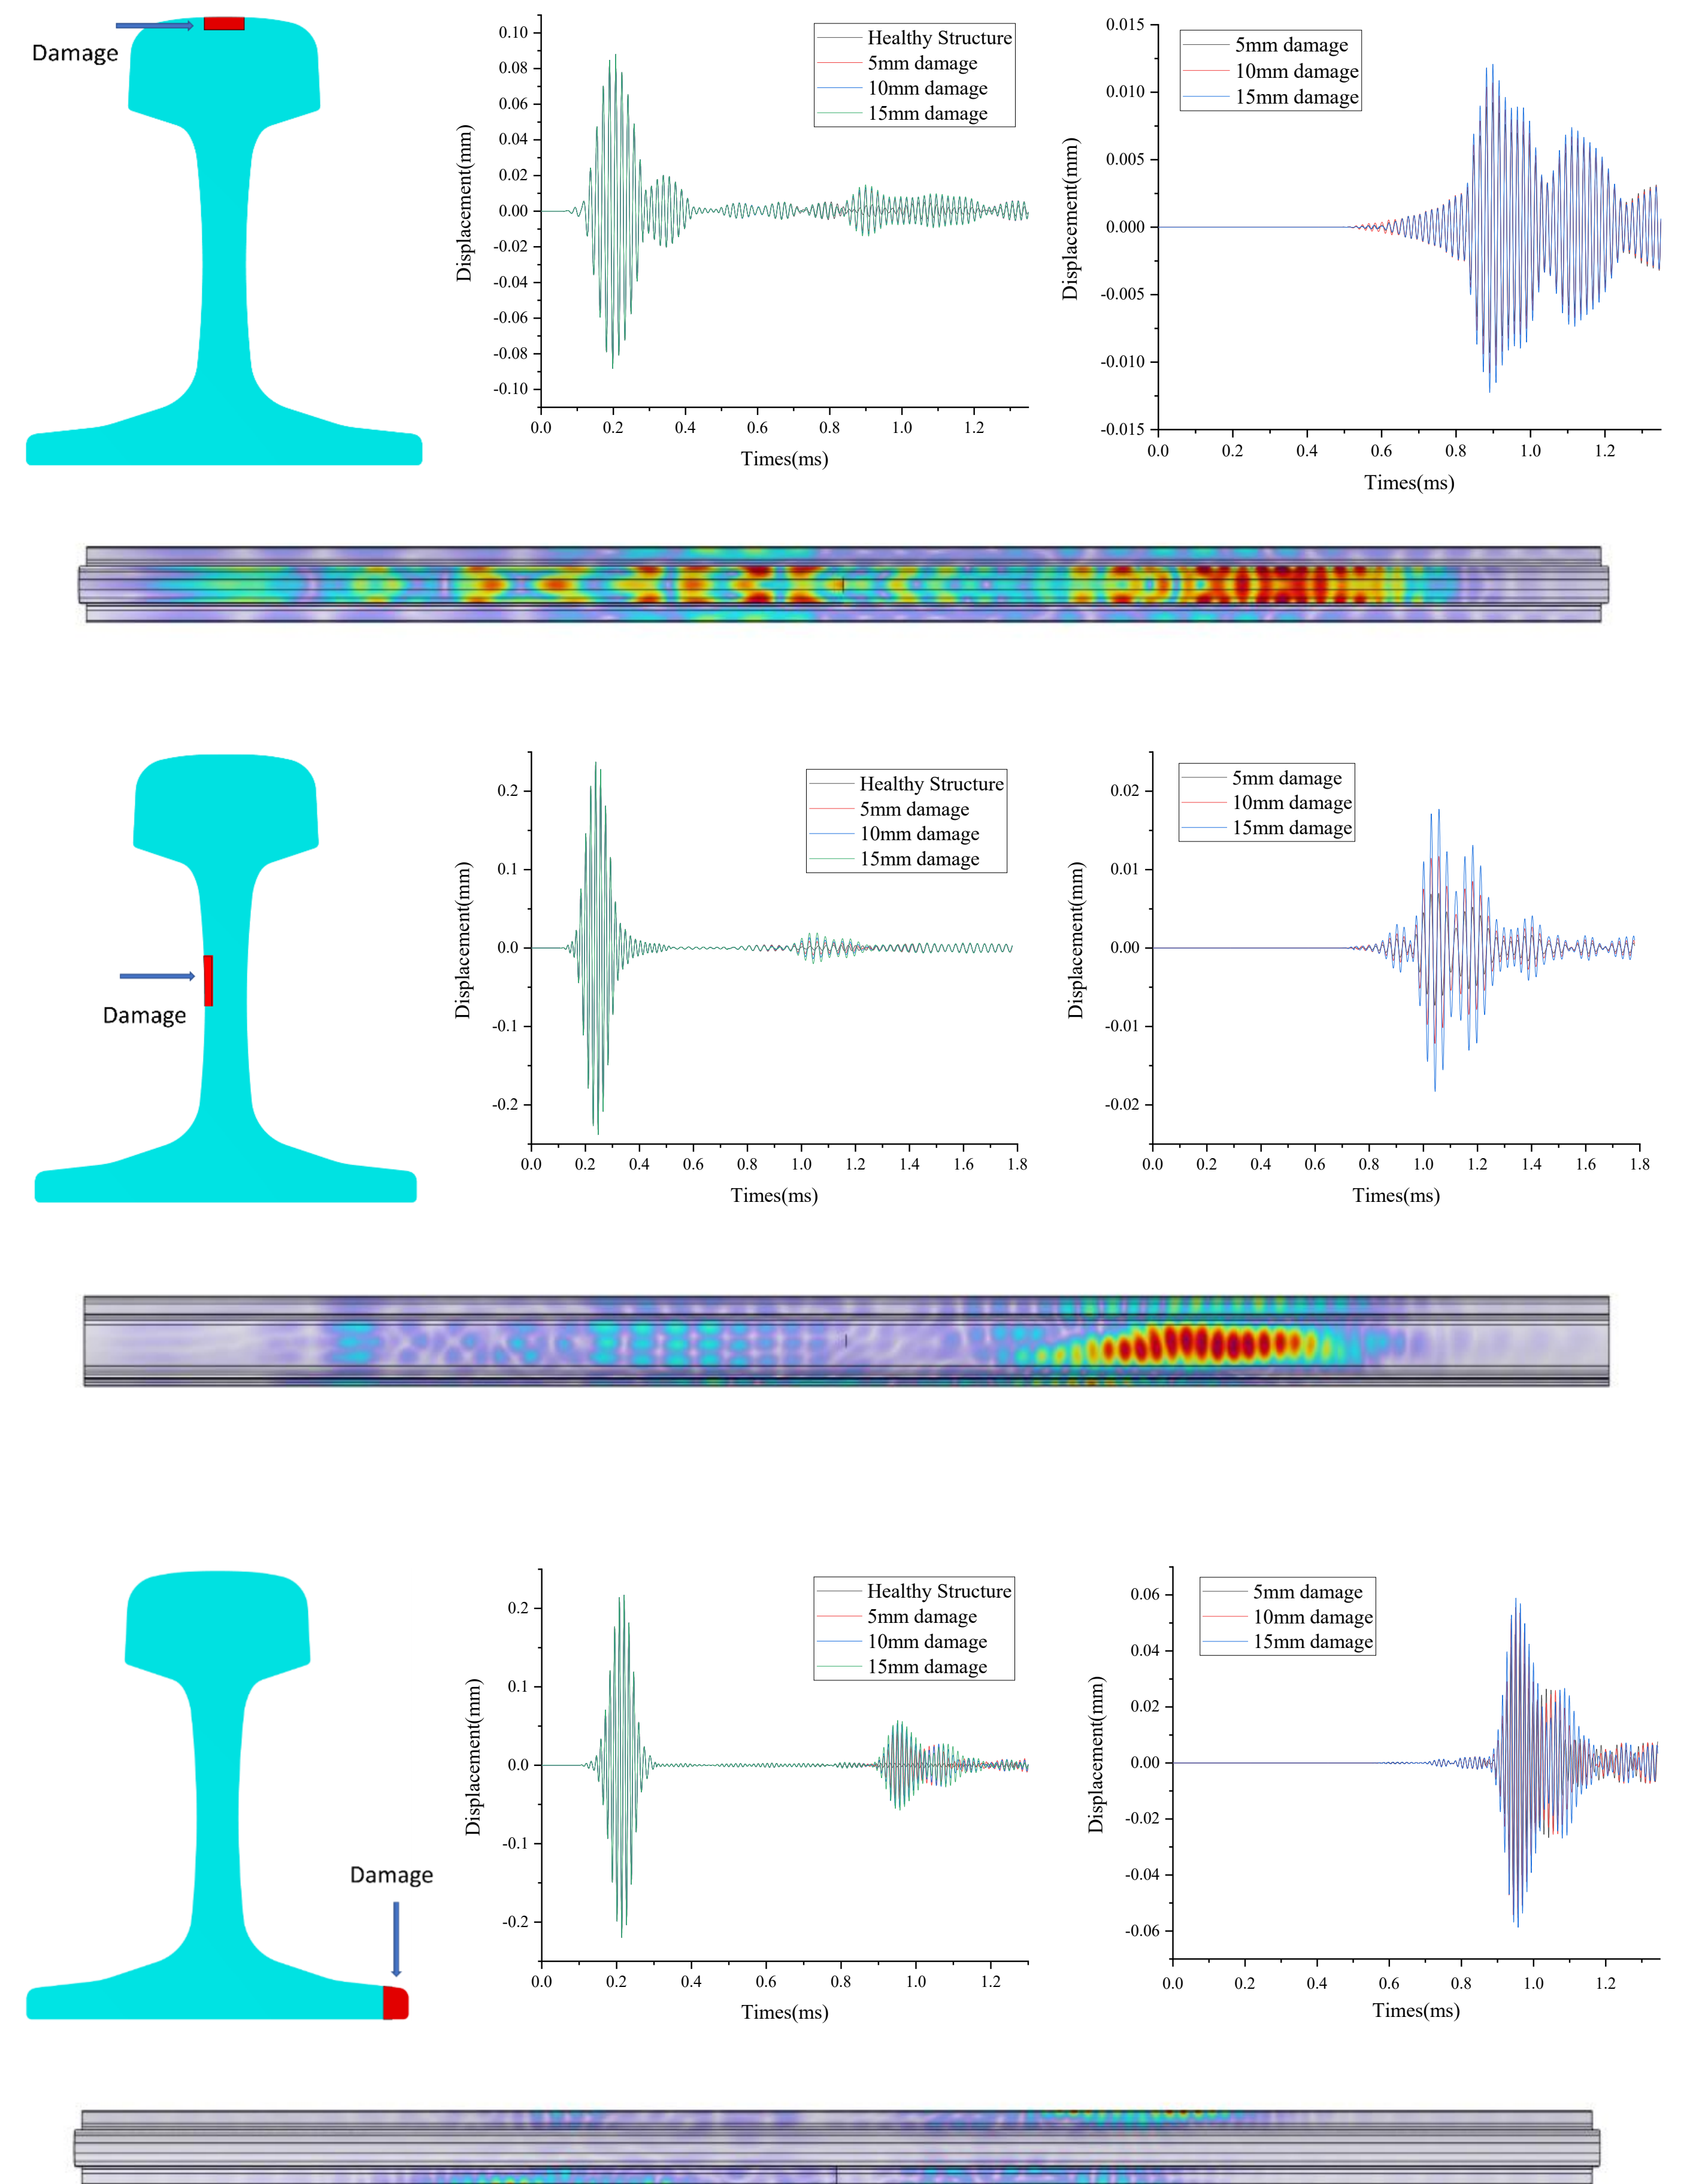 Damage
Displacement(mm)
0.10
0.08
0.06
0.04
0.02
0.00
-0.02
-0.04
-0.06
-0.08
-0.10
0.0 0.2 0.4 0.6 0.8 1.0 1.2
Times(ms)
Healthy Structure
5mm damage
10mm damage
15mm damage
Displacement(mm)
0.015
0.010
0.005
0.000
-0.005
-0.010
-0.015
0.0 0.2 0.4 0.6 0.8 1.0 1.2
Times(ms)
5mm damage
10mm damage
15mm damage
Damage
Displacement(mm)
0.2
0.1
0.0
-0.1
-0.2
0.0 0.2 0.4 0.6 0.8 1.0 1.2 1.4 1.6 1.8
Times(ms)
Healthy Structure
5mm damage
10mm damage
15mm damage
Displacement(mm)
0.02
0.01
0.00
-0.01
-0.02
0.0 0.2 0.4 0.6 0.8 1.0 1.2 1.4 1.6 1.8
Times(ms)
5mm damage
10mm damage
15mm damage
Damage
Displacement(mm)
0.2
0.1
0.0
-0.1
-0.2
0.0 0.2 0.4 0.6 0.8 1.0 1.2
Times(ms)
Healthy Structure
5mm damage
10mm damage
15mm damage
Displacement(mm)
0.06
0.04
0.02
0.00
-0.02
-0.04
-0.06
0.0 0.2 0.4 0.6 0.8 1.0 1.2
Times(ms)
5mm damage
10mm damage
15mm damage